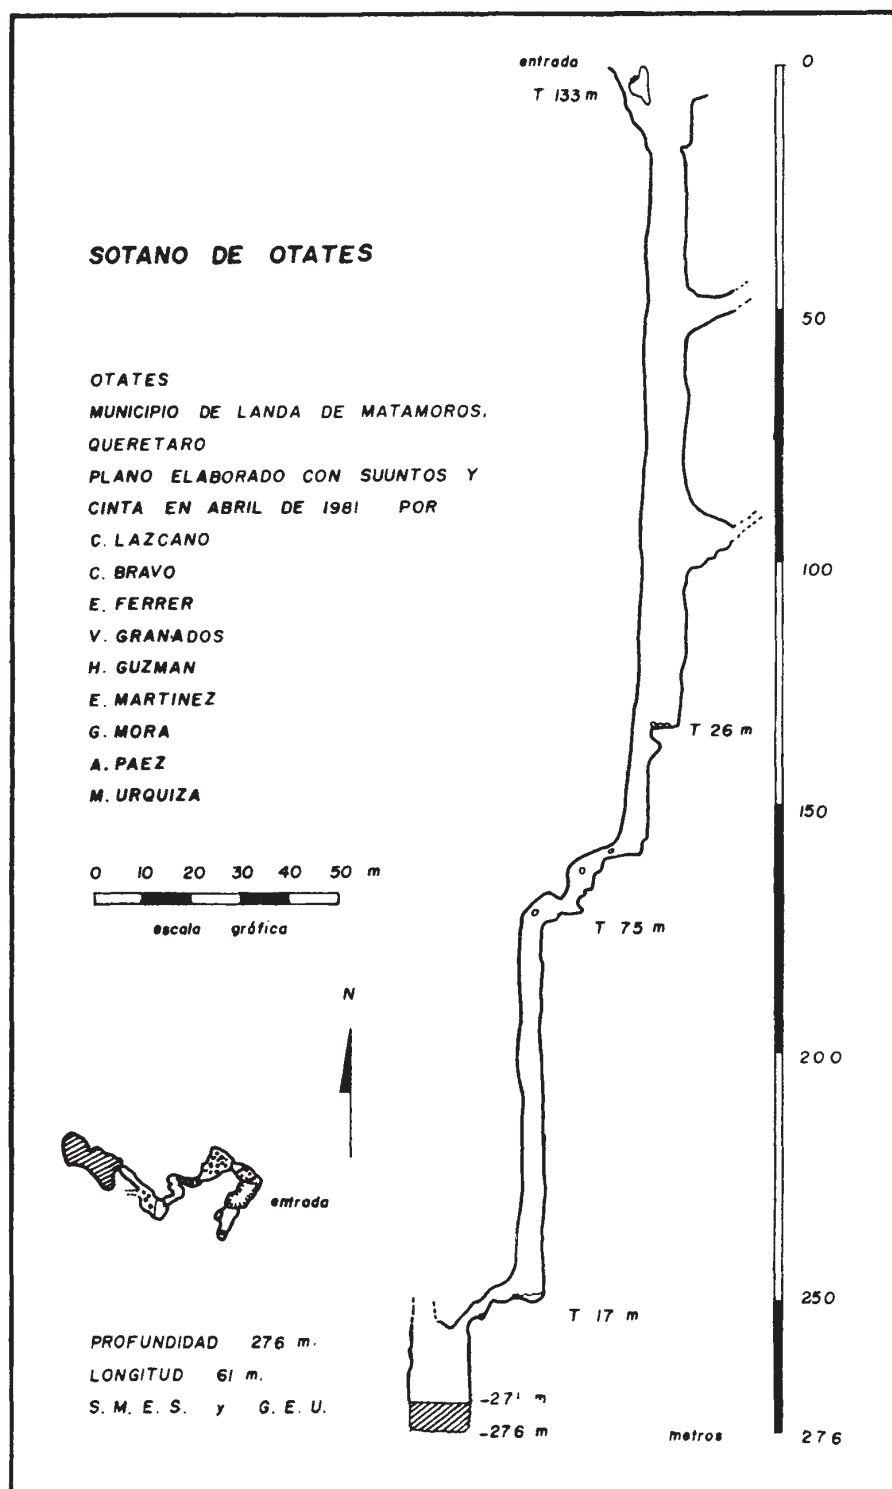 SOTANO DE OTATES
OTATES
MUNICIPIO DE LANDA DE MATAMOROS,
QUERETARO
PLANO ELABORADO CON SUUNTOS Y
CINTA EN ABRIL DE 1981 POR
C. LAZCANO
C. BRAVO
E. FERRER
V. GRANADOS
H. GUZMAN
E. MARTINEZ
G. MORA
A. PAEZ
M. URQUIZA
0 10 20 30 40 50 m
escala gráfica
N
entrada
PROFUNDIDAD 276 m.
LONGITUD 61 m.
S. M. E. S. y G. E. U.
entrada
T 133 m
T 26 m
T 75 m
T 17 m
-271 m
-276 m
0
50
100
150
200
250
276
metros